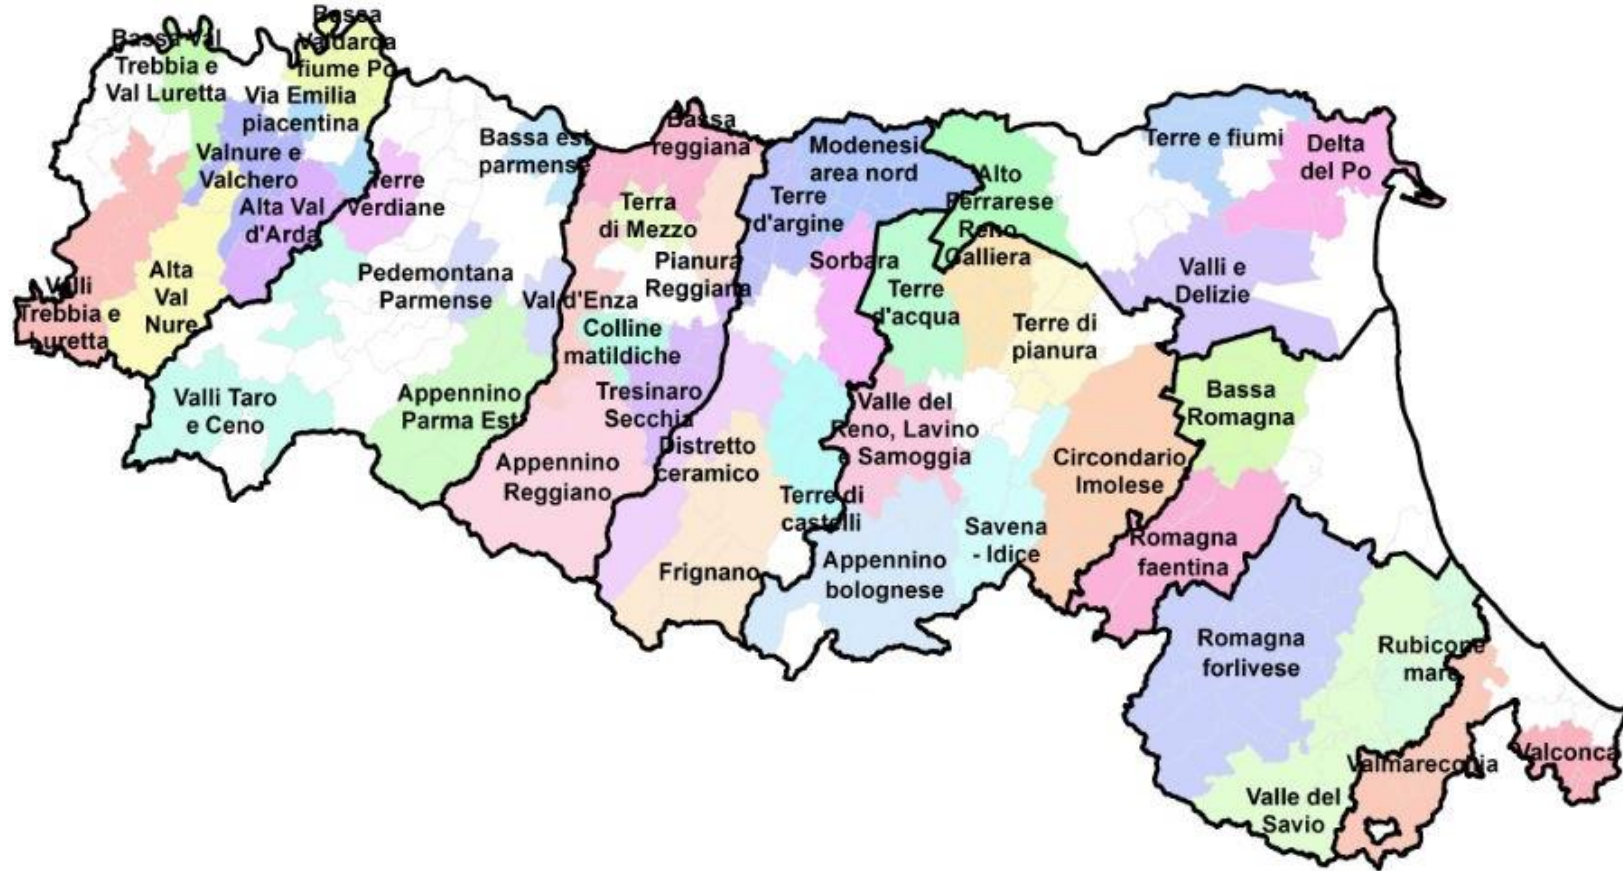 Bassa Val
Trebbia e
Val Luretta
Bassa
Valdarda
fiume Po
Via Emilia
piacentina
Valnure e
Valchero
Alta Val
d'Arda
Valli
Trebbia e
Luretta
Alta
Val
Nure
Terre
Verdiane
Bassa est
parmense
Pedemontana
Parmense
Valli Taro
e Ceno
Appennino
Parma Est
Bassa
reggiana
Terra
di Mezzo
Pianura
Reggiana
Val d'Enza
Colline
matildiche
Tresinaro
Secchia
Appennino
Reggiano
Modenesi
area nord
Terre
d'argine
Sorbara
Distretto
ceramico
Terre di
castelli
Frignano
Alto
Ferrarese
Reno
Galliera
Terre
d'acqua
Terre di
pianura
Valle del
Reno, Lavino
e Samoggia
Savena
- Idice
Appennino
bolognese
Circondario
Imolese
Terre e fiumi
Delta
del Po
Valli e
Delizie
Bassa
Romagna
Romagna
faentina
Romagna
forlivese
Rubicone
mare
Valle del
Savio
Valmarecchia
Valconca